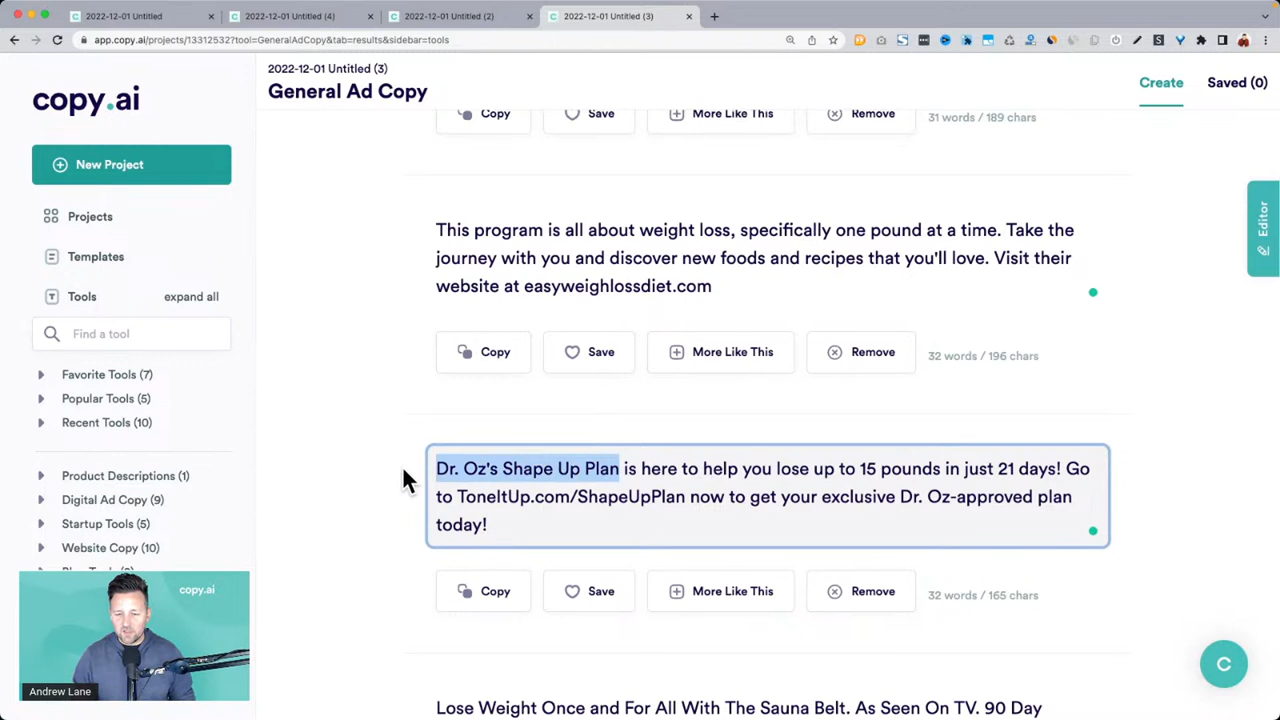 2022-12-01 Untitled
2022-12-01 Untitled (4)
2022-12-01 Untitled (2)
2022-12-01 Untitled (3)
app.copy.ai/projects/13312532?tool=GeneralAdCopy&tab=results&sidebar=tools
copy.ai
New Project
Projects
Templates
Tools
expand all
Find a tool
Favorite Tools (7)
Popular Tools (5)
Recent Tools (10)
Product Descriptions (1)
Digital Ad Copy (9)
Startup Tools (5)
Website Copy (10)
copy.ai
Andrew Lane
2022-12-01 Untitled (3)
General Ad Copy
Create
Saved (0)
Copy
Save
More Like This
Remove
31 words / 189 chars
This program is all about weight loss, specifically one pound at a time. Take the
journey with you and discover new foods and recipes that you'll love. Visit their
website at easyweighlossdiet.com
Copy
Save
More Like This
Remove
32 words / 196 chars
Dr. Oz's Shape Up Plan is here to help you lose up to 15 pounds in just 21 days! Go
to ToneItUp.com/ShapeUpPlan now to get your exclusive Dr. Oz-approved plan
today!
Copy
Save
More Like This
Remove
32 words / 165 chars
Lose Weight Once and For All With The Sauna Belt. As Seen On TV. 90 Day
Editor
C